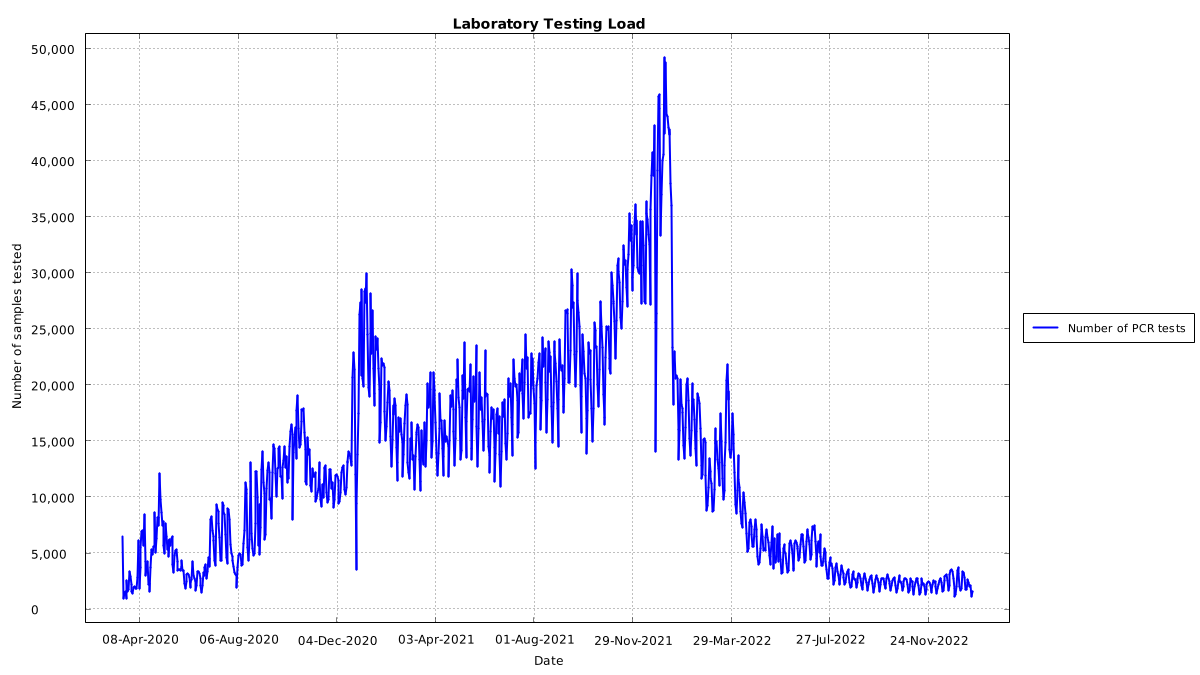 Laboratory Testing Load
Number of samples tested
50,000
45,000
40,000
35,000
30,000
25,000
20,000
15,000
10,000
5,000
0
08-Apr-2020 06-Aug-2020 04-Dec-2020 03-Apr-2021 01-Aug-2021 29-Nov-2021 29-Mar-2022 27-Jul-2022 24-Nov-2022
Date
Number of PCR tests